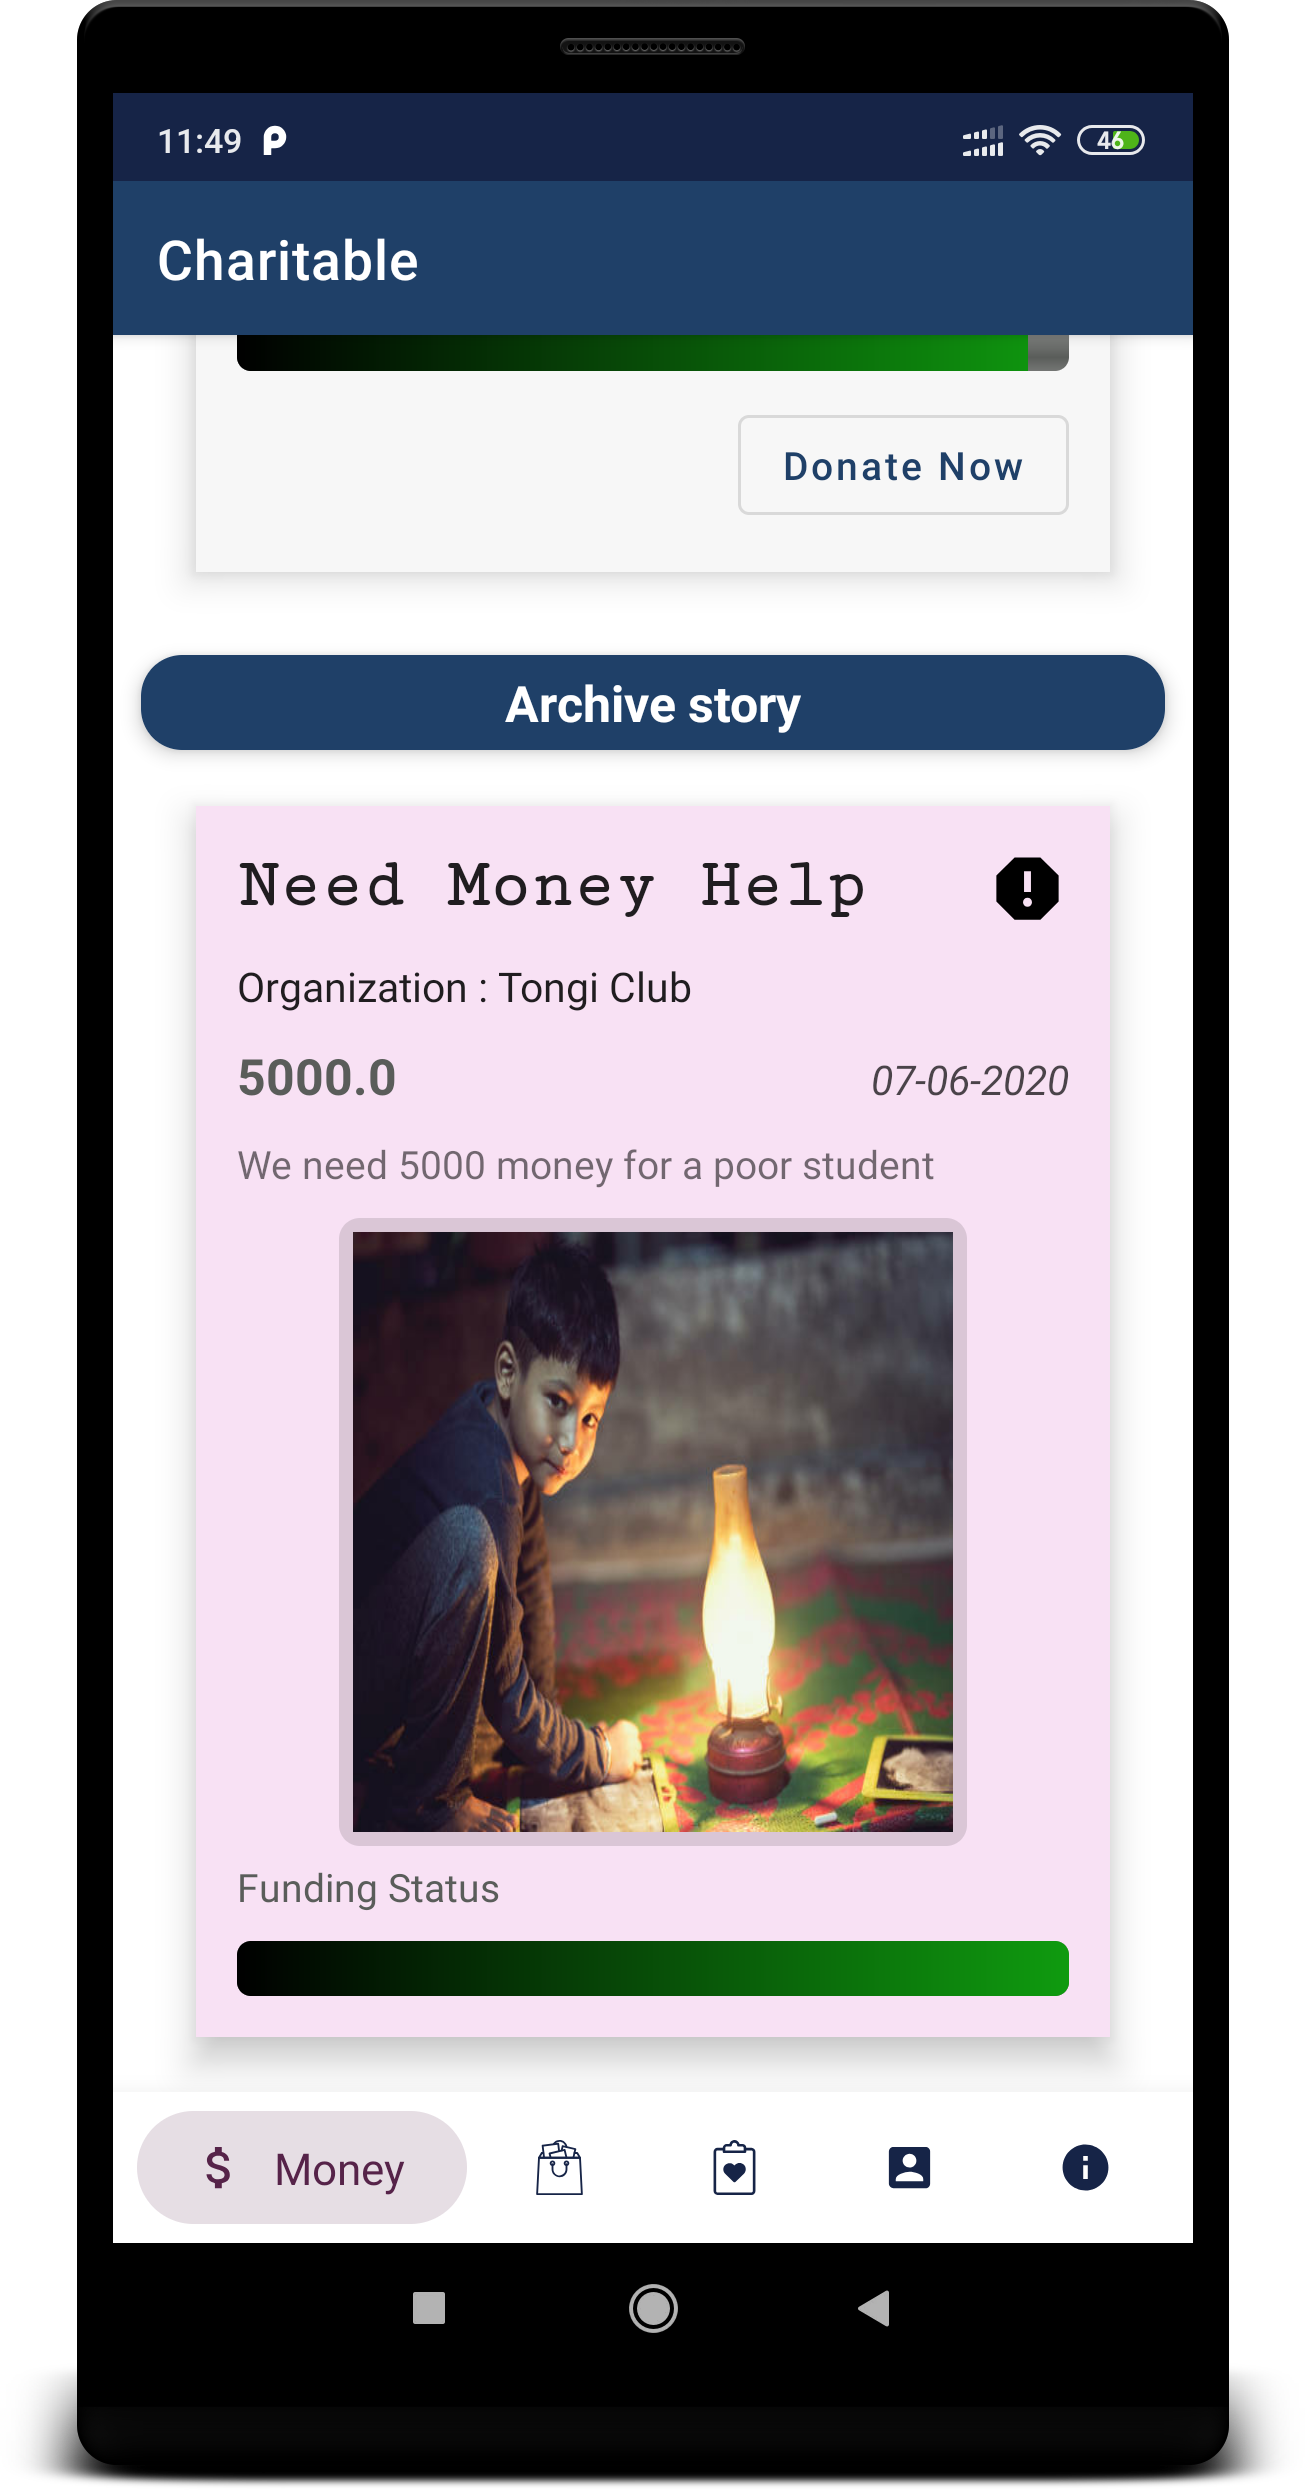 11:49
46
Charitable
Donate Now
Archive story
Need Money Help
Organization : Tongi Club
5000.0
07-06-2020
We need 5000 money for a poor student
Funding Status
$ Money